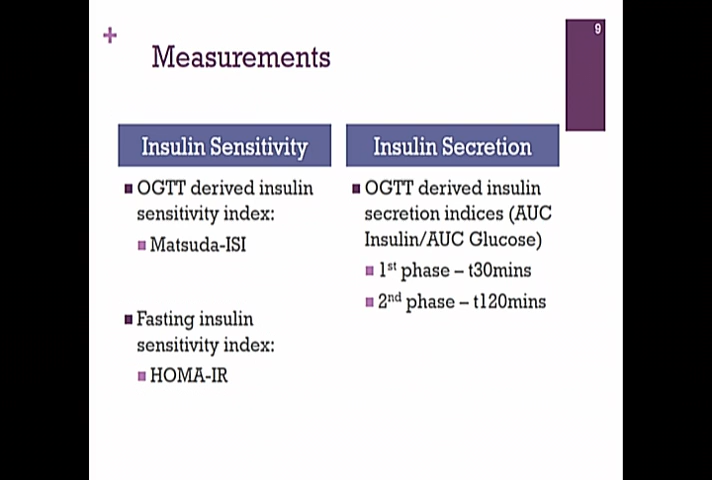 +
9
Measurements
Insulin Sensitivity
■ OGTT derived insulin
sensitivity index:
■ Matsuda-ISI
■ Fasting insulin
sensitivity index:
■ HOMA-IR
Insulin Secretion
■ OGTT derived insulin
secretion indices (AUC
Insulin/AUC Glucose)
■ 1st phase – t30mins
■ 2nd phase – t120mins